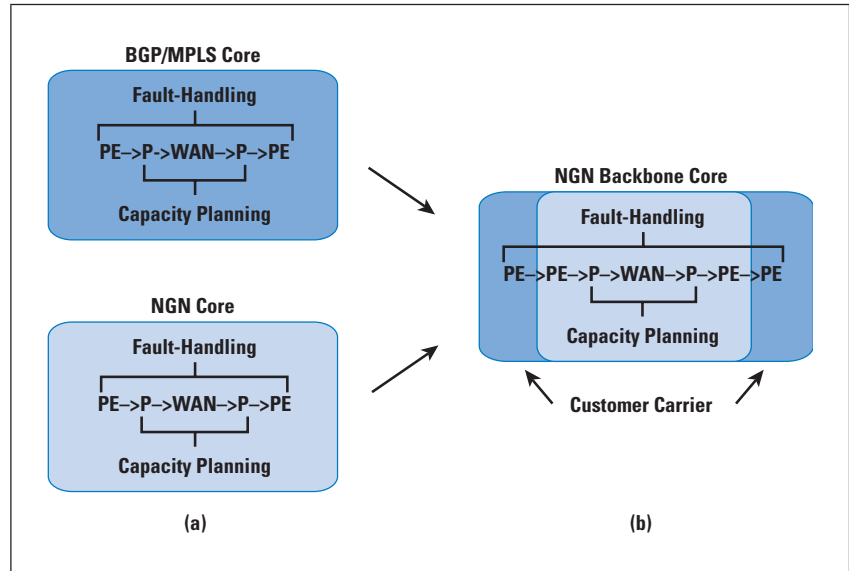 BGP/MPLS Core
Fault-Handling
PE–>P->WAN–>P–>PE
Capacity Planning
NGN Core
Fault-Handling
PE–>P–>WAN–>P–>PE
Capacity Planning
(a)
NGN Backbone Core
Fault-Handling
PE–>PE–>P–>WAN–>P–>PE–>PE
Capacity Planning
Customer Carrier
(b)